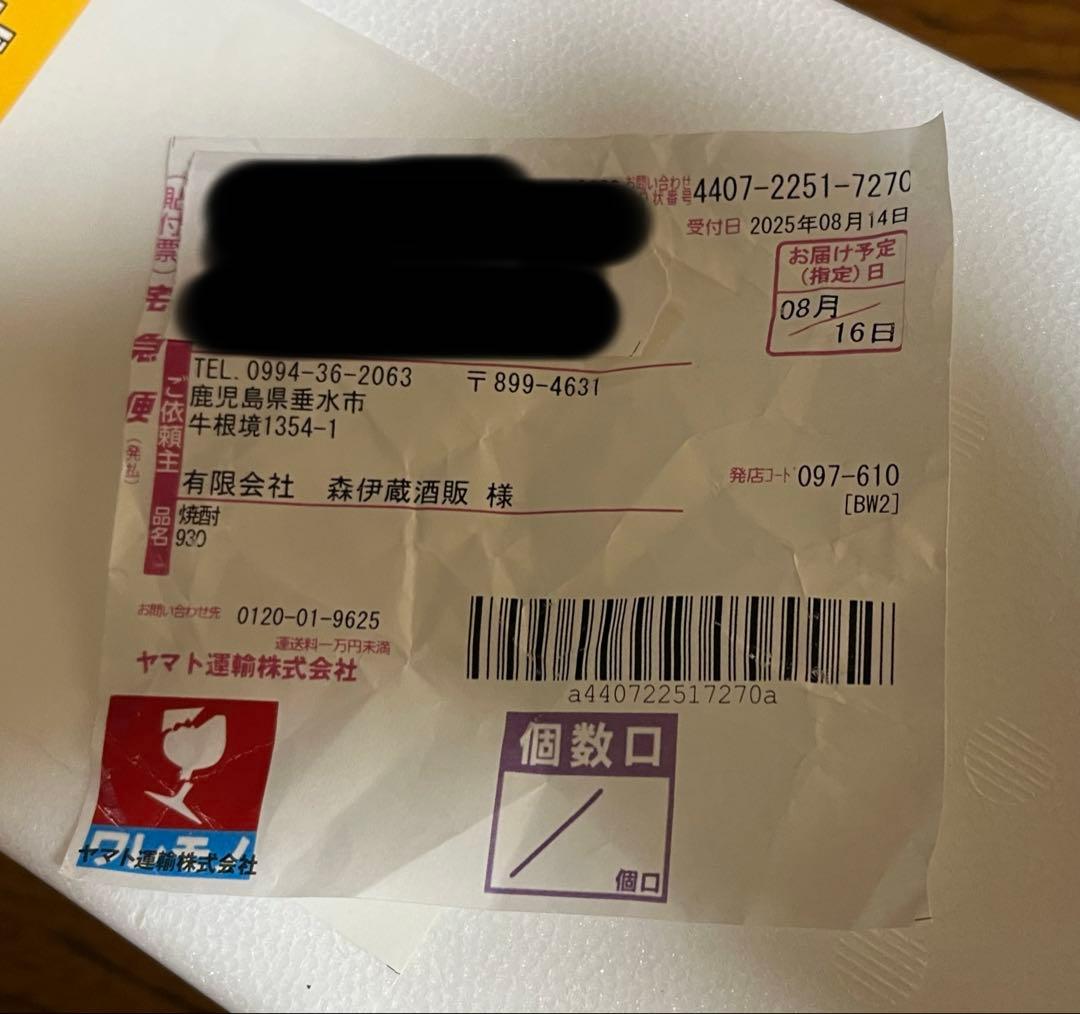 お問い合わせ
状番号 4407-2251-7270
受付日 2025年08月14日
お届け予定
(指定)日
08月
16日
(貼付票)
宅急便
(発払)
ご依頼主
TEL. 0994-36-2063 〒899-4631
鹿児島県垂水市
牛根境1354-1
有限会社 森伊蔵酒販 様
発店コード 097-610
[BW2]
品名
焼酎
930
お問い合わせ先 0120-01-9625
運送料一万円未満
ヤマト運輸株式会社
a440722517270a
ワレモノ
ヤマト運輸株式会社
個数口
個口